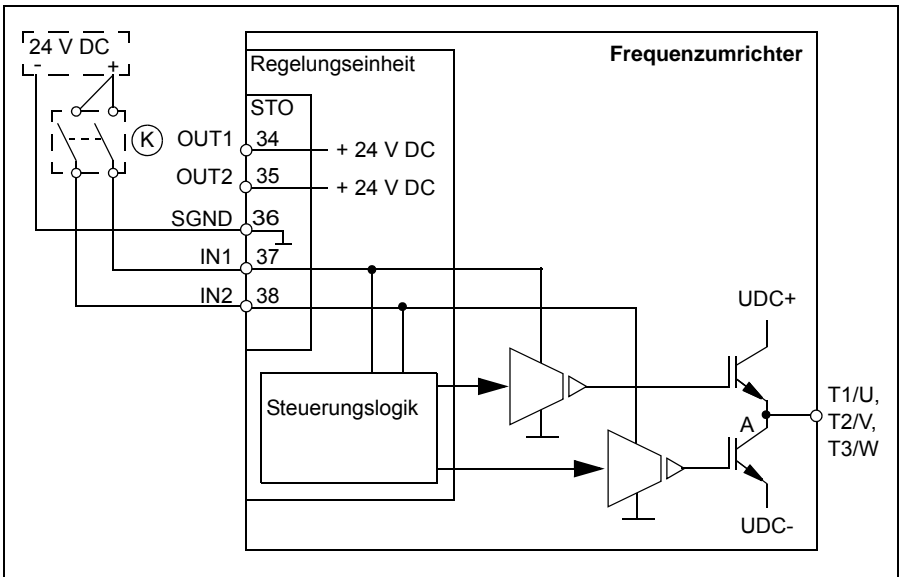 24 V DC
- +
Frequenzumrichter
Regelungseinheit
STO
K
OUT1 34 + 24 V DC
OUT2 35 + 24 V DC
SGND 36
IN1 37
IN2 38
UDC+
Steuerungslogik
A
T1/U,
T2/V,
T3/W
UDC-